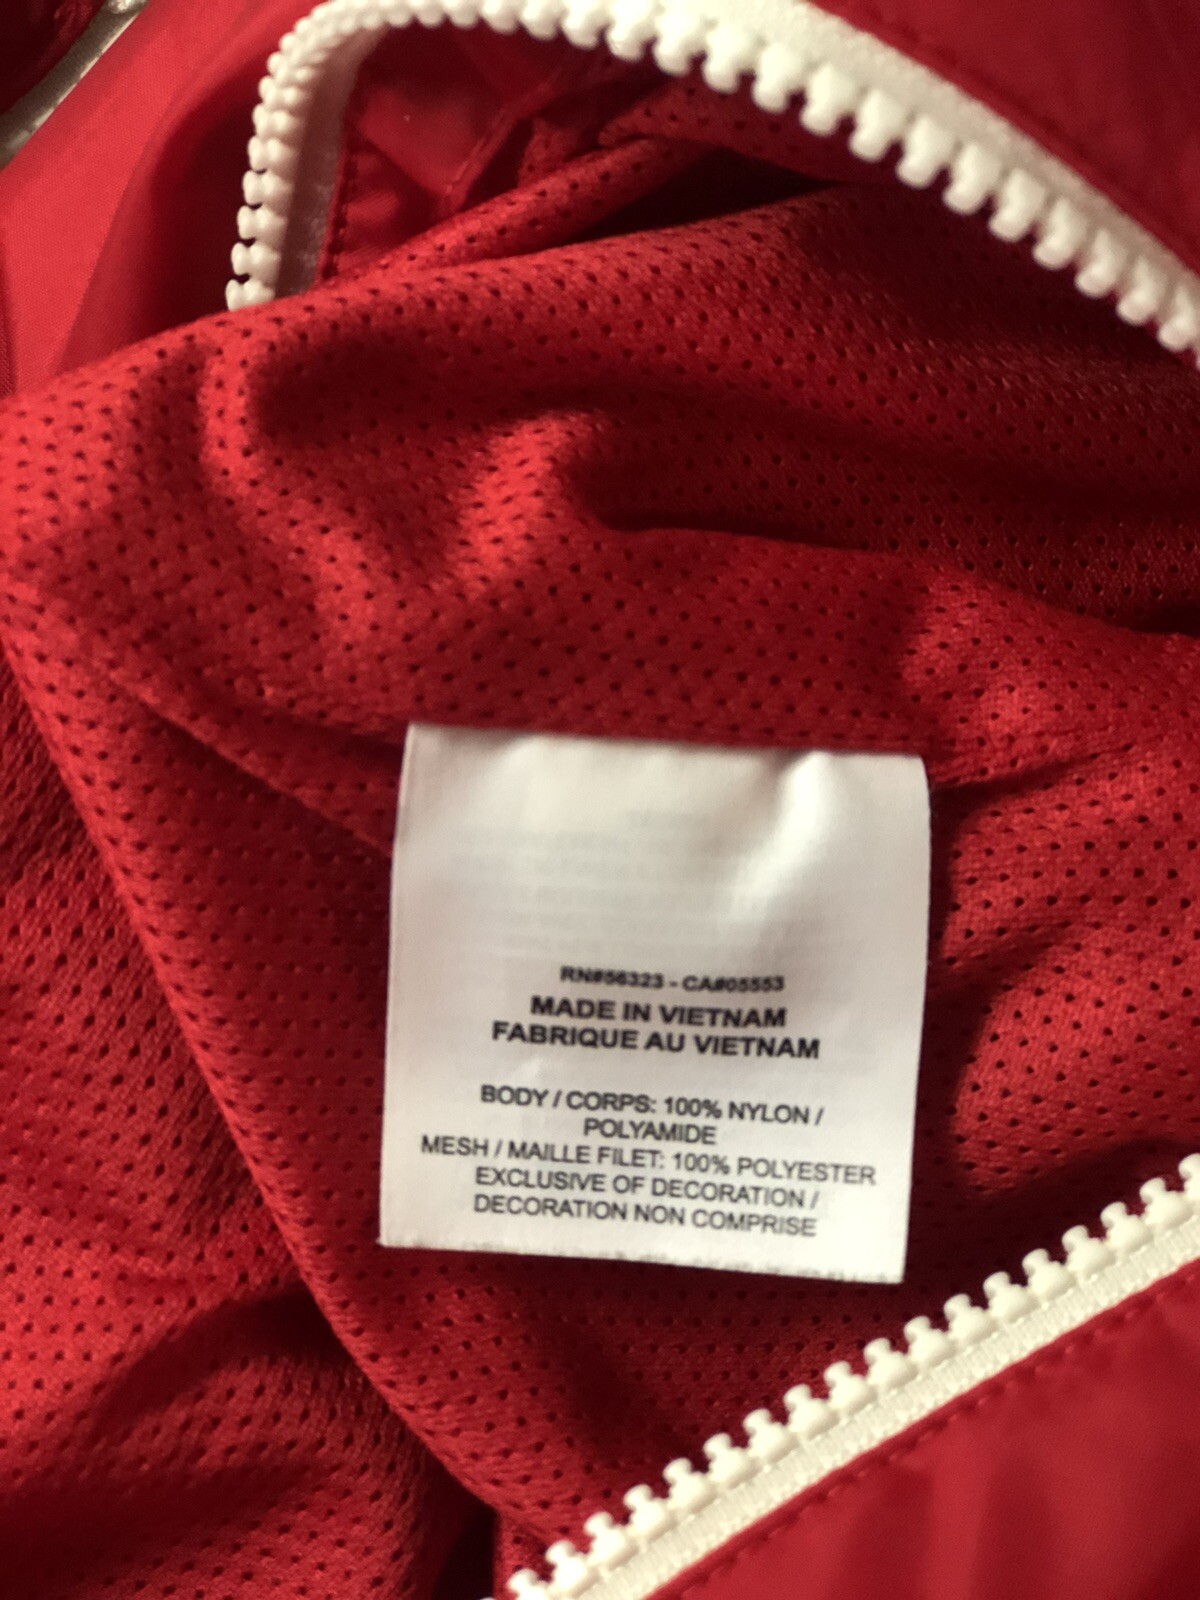 RN#56323 - CA#05553
MADE IN VIETNAM
FABRIQUE AU VIETNAM
BODY / CORPS: 100% NYLON /
POLYAMIDE
MESH / MAILLE FILET: 100% POLYESTER
EXCLUSIVE OF DECORATION /
DECORATION NON COMPRISE